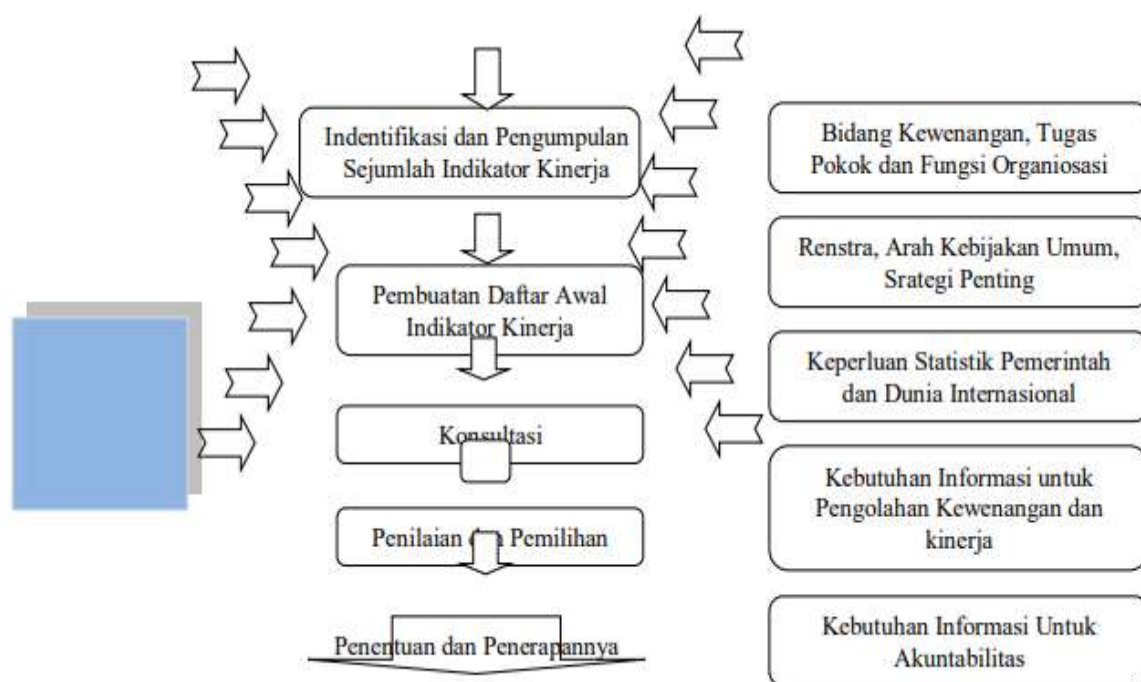 Indentifikasi dan Pengumpulan
Sejumlah Indikator Kinerja
Pembuatan Daftar Awal
Indikator Kinerja
Konsultasi
Penilaian dan Pemilihan
Penentuan dan Penerapannya
Bidang Kewenangan, Tugas
Pokok dan Fungsi Organiosasi
Renstra, Arah Kebijakan Umum,
Srategi Penting
Keperluan Statistik Pemerintah
dan Dunia Internasional
Kebutuhan Informasi untuk
Pengolahan Kewenangan dan
kinerja
Kebutuhan Informasi Untuk
Akuntabilitas